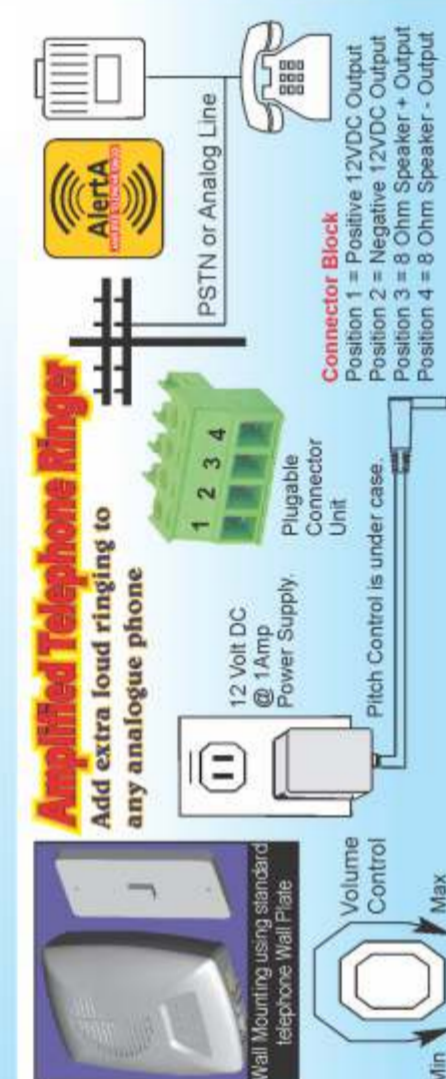 Amplified Telephone Ringer
Add extra loud ringing to
any analogue phone
Wall Mounting using standard
telephone Wall Plate
AlertA
PSTN or Analog Line
1 2 3 4
Plugable
Connector
Unit
12 Volt DC
@ 1Amp
Power Supply.
Connector Block
Position 1 = Positive 12VDC Output
Position 2 = Negative 12VDC Output
Position 3 = 8 Ohm Speaker + Output
Position 4 = 8 Ohm Speaker - Output
Pitch Control is under case.
Volume
Control
Min
Max